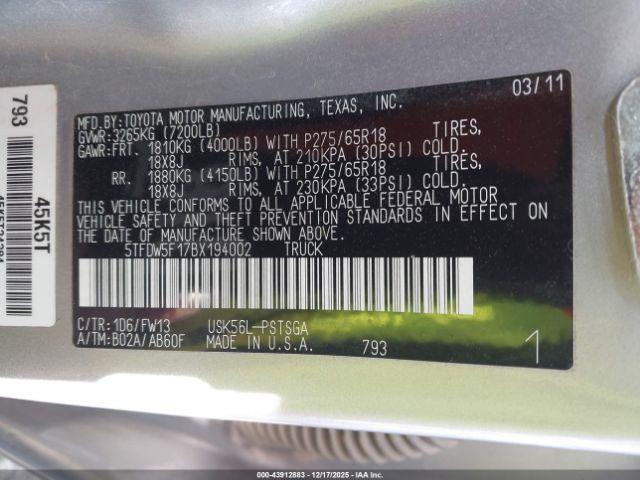 MFD.BY:TOYOTA MOTOR MANUFACTURING, TEXAS, INC. 03/11
GVWR:3265KG (7200LB)
GAWR:FRT. 1810KG (4000LB) WITH P275/65R18 TIRES,
18X8J RIMS, AT 210KPA (30PSI) COLD.
RR. 1880KG (4150LB) WITH P275/65R18 TIRES,
18X8J RIMS, AT 230KPA (33PSI) COLD.
THIS VEHICLE CONFORMS TO ALL APPLICABLE FEDERAL MOTOR
VEHICLE SAFETY AND THEFT PREVENTION STANDARDS IN EFFECT ON
THE DATE OF MANUFACTURE SHOWN ABOVE.
5TFDW5F17BX194002 TRUCK
C/TR:1D6/FW13 USK56L-PSTSGA
A/TM:B02A/AB60F P.S.T. U.S.A. 793 1
793
45K5T
000-43912883 - 12/17/2025 - IAAI.COM